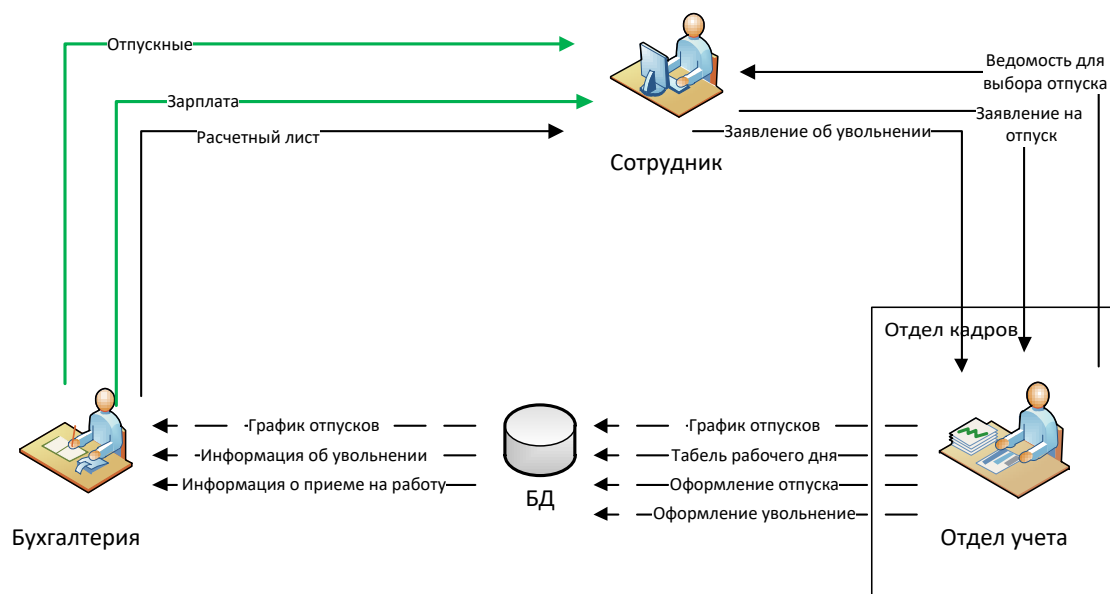 Отпускные
Зарплата
Расчетный лист
Сотрудник
Ведомость для
выбора отпуска
Заявление на
отпуск
Заявление об увольнении
Отдел кадров
График отпусков
Информация об увольнении
Информация о приеме на работу
Бухгалтерия
БД
График отпусков
Табель рабочего дня
Оформление отпуска
Оформление увольнение
Отдел учета